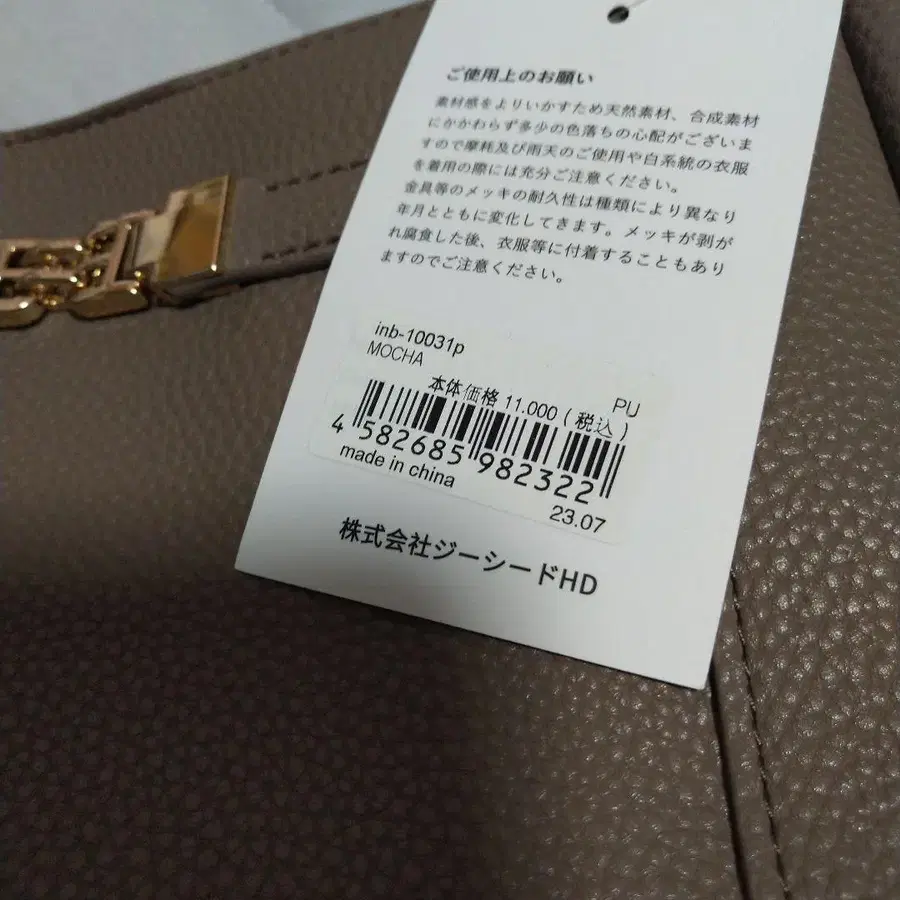 ご使用上のお願い
素材感をよりいかすため天然素材、合成素材
にかかわらず多少の色落ちの心配がございま
すので摩耗及び雨天のご使用や白系統の衣服
を着用の際には充分ご注意ください。
金具等のメッキの耐久性は種類により異なり
年月とともに変化してきます。メッキが剥が
れ腐食した後、衣服等に付着することもあり
ますのでご注意ください。
inb-10031p
MOCHA
PU
本体価格 11.000 ( 税込 )
4 582685 982322
made in china
23.07
株式会社ジーシードHD